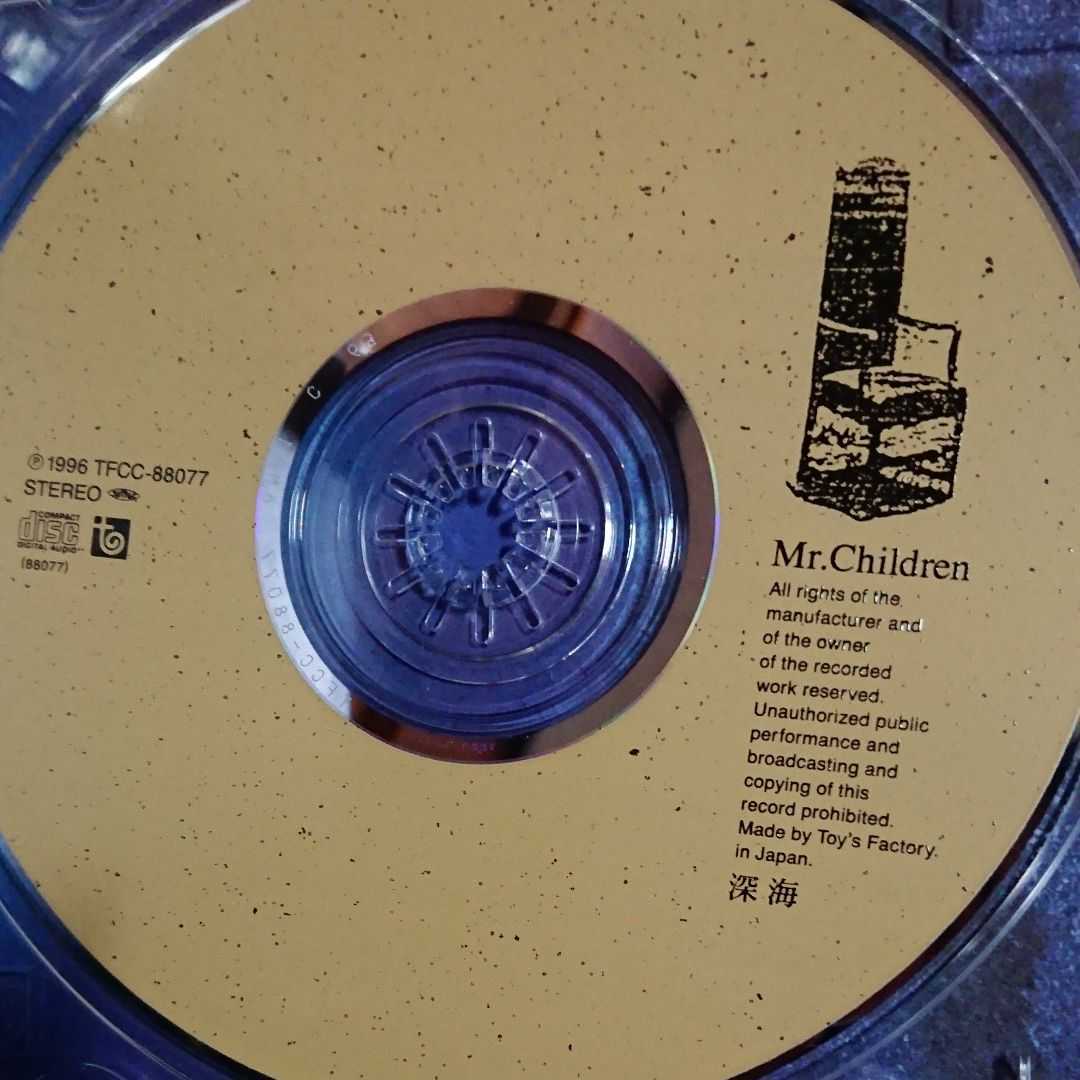 ℗1996 TFCC-88077
STEREO
COMPACT
disc
DIGITAL AUDIO
(88077)
Mr.Children
All rights of the
manufacturer and
of the owner
of the recorded
work reserved.
Unauthorized public
performance and
broadcasting and
copying of this
record prohibited.
Made by Toy's Factory.
in Japan.
深海